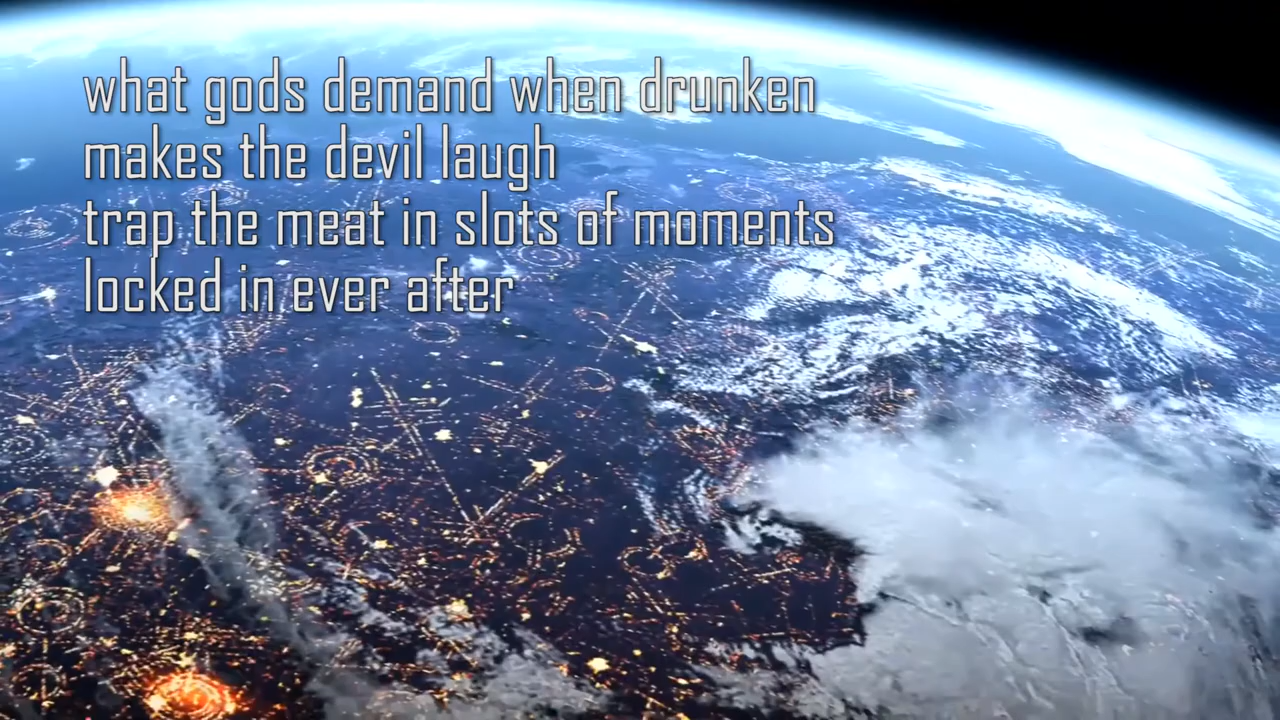 what gods demand when drunken
makes the devil laugh
trap the meat in slots of moments
locked in ever after